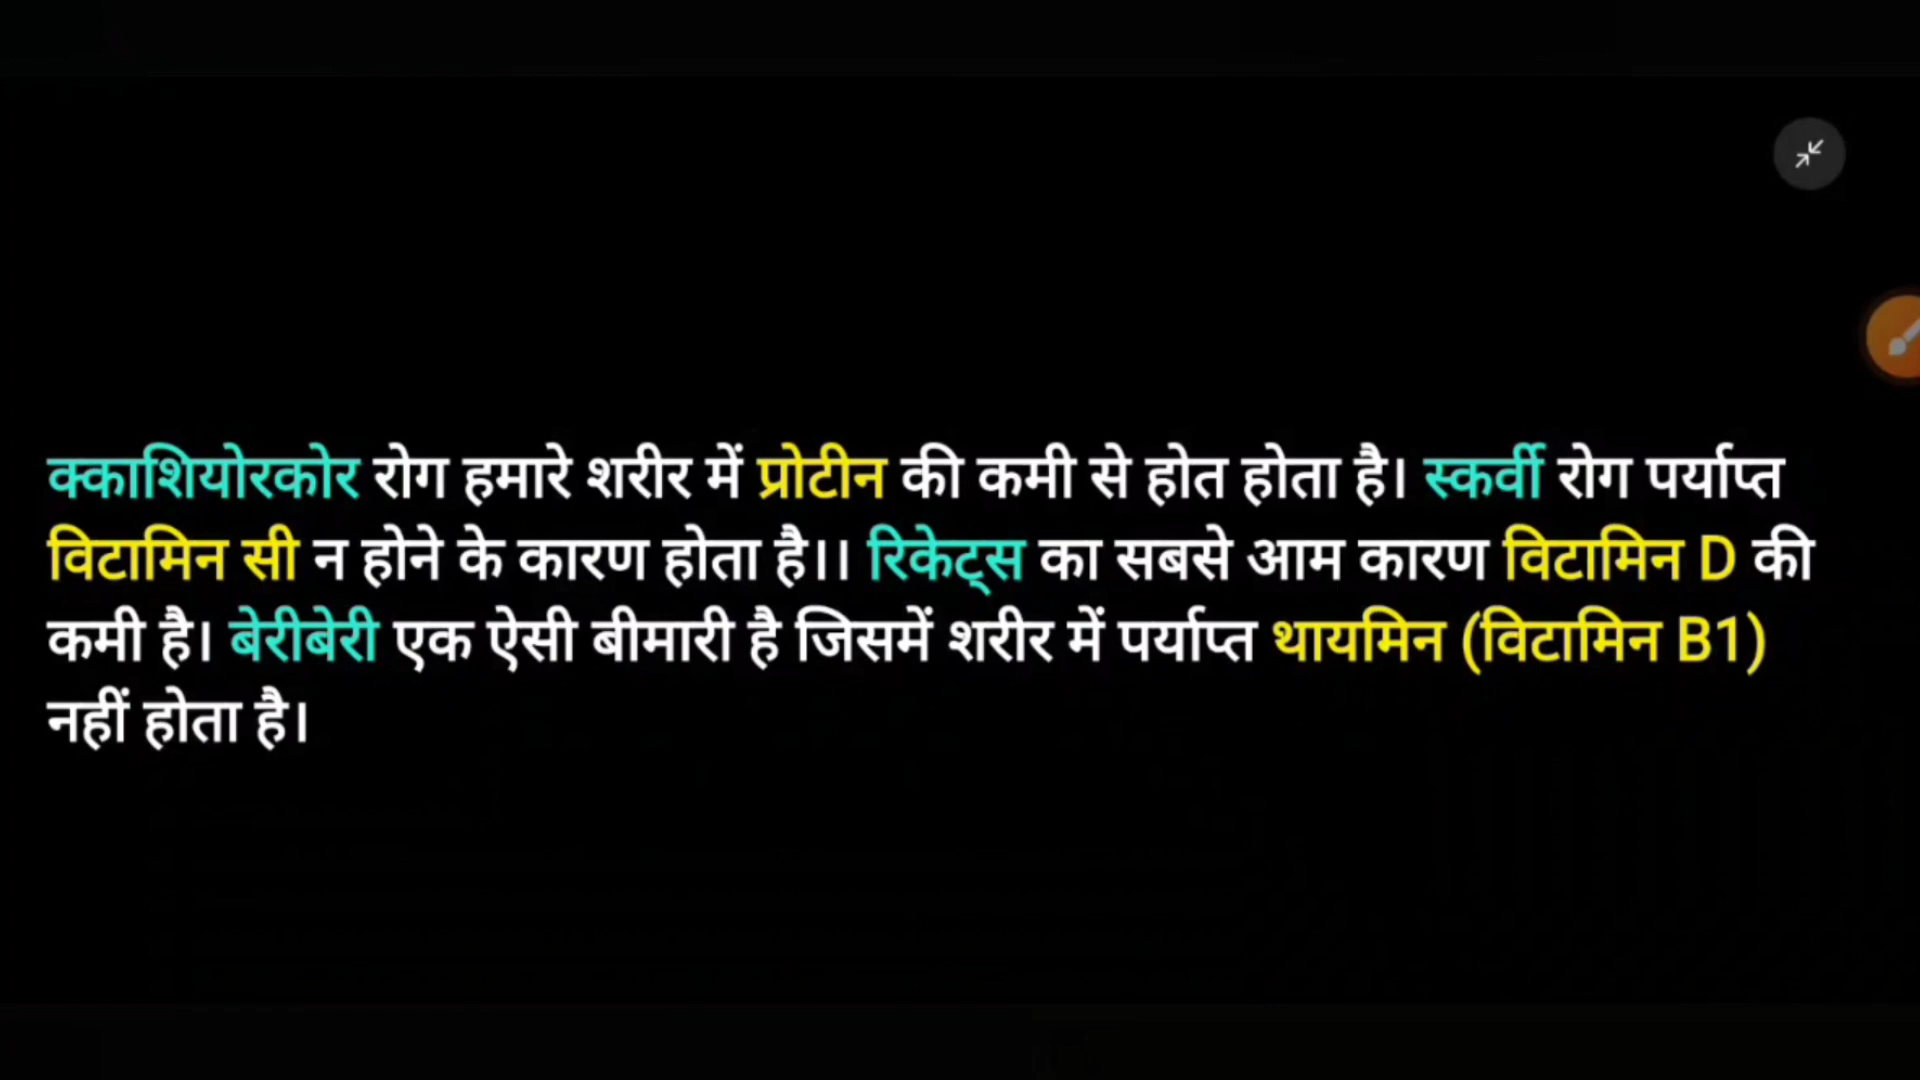 क्काशियोरकोर रोग हमारे शरीर में प्रोटीन की कमी से होत होता है। स्कर्वी रोग पर्याप्त
विटामिन सी न होने के कारण होता है।। रिकेट्स का सबसे आम कारण विटामिन D की
कमी है। बेरीबेरी एक ऐसी बीमारी है जिसमें शरीर में पर्याप्त थायमिन (विटामिन B1)
नहीं होता है।